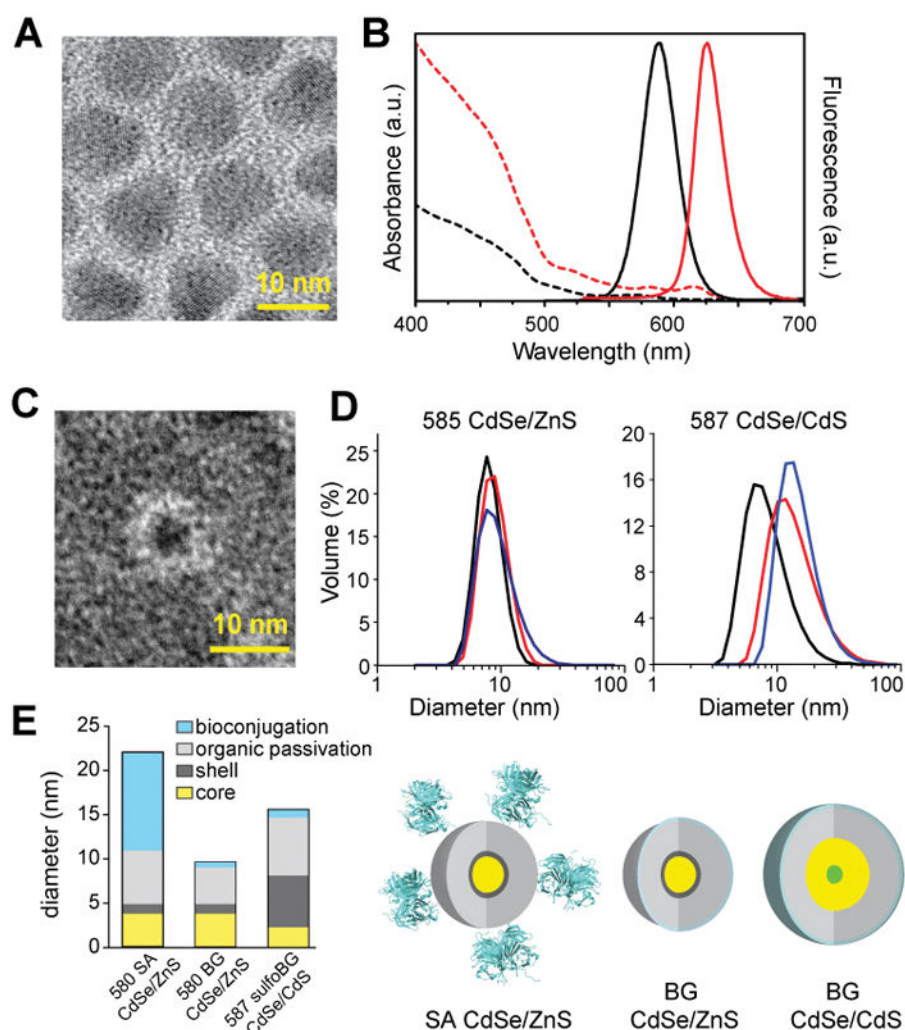 A
10 nm
B
Absorbance (a.u.)
Fluorescence (a.u.)
400
500
600
700
Wavelength (nm)
C
10 nm
D
585 CdSe/ZnS
587 CdSe/CdS
Volume (%)
25
20
15
10
5
0
1
10
100
Diameter (nm)
20
16
12
8
4
0
1
10
100
Diameter (nm)
E
diameter (nm)
25
20
15
10
5
0
bioconjugation
organic passivation
shell
core
580 SA
CdSe/ZnS
580 BG
CdSe/ZnS
587 sulfoBG
CdSe/CdS
SA CdSe/ZnS
BG
CdSe/ZnS
BG
CdSe/CdS